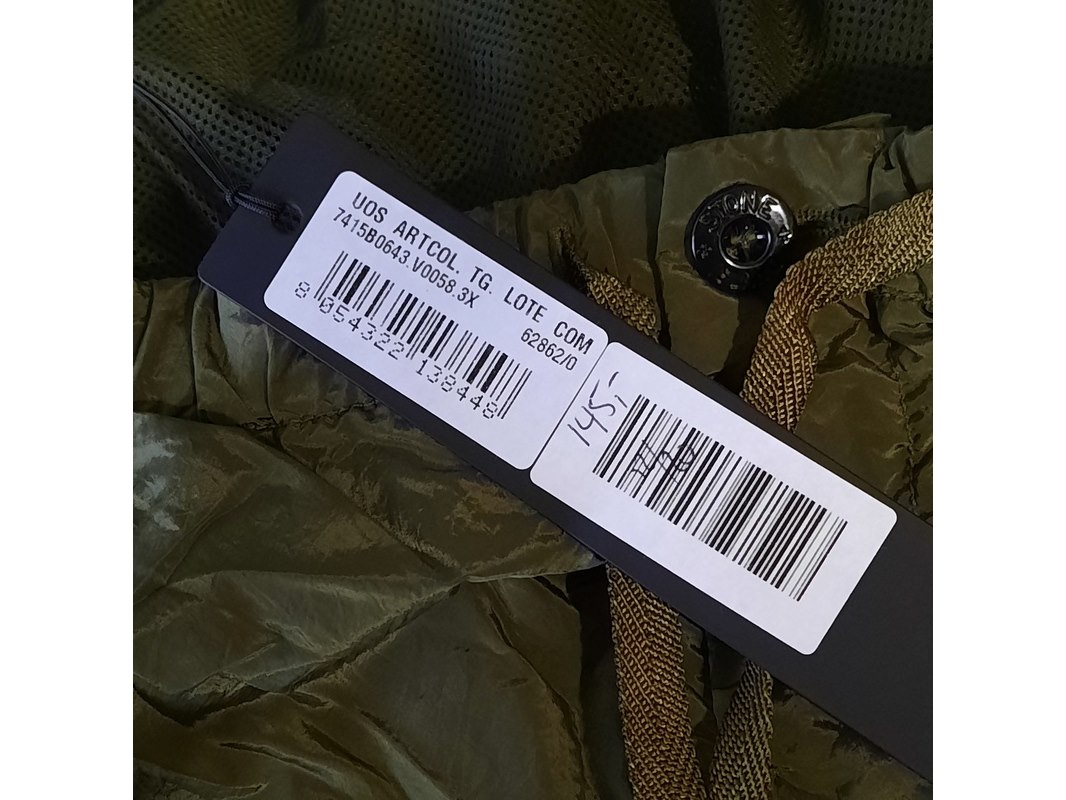 UOS ARTCOL. TG. LOTE COM
7415B0643.V0058.3X
62862/0
8 054322 138448
145,-
STONE